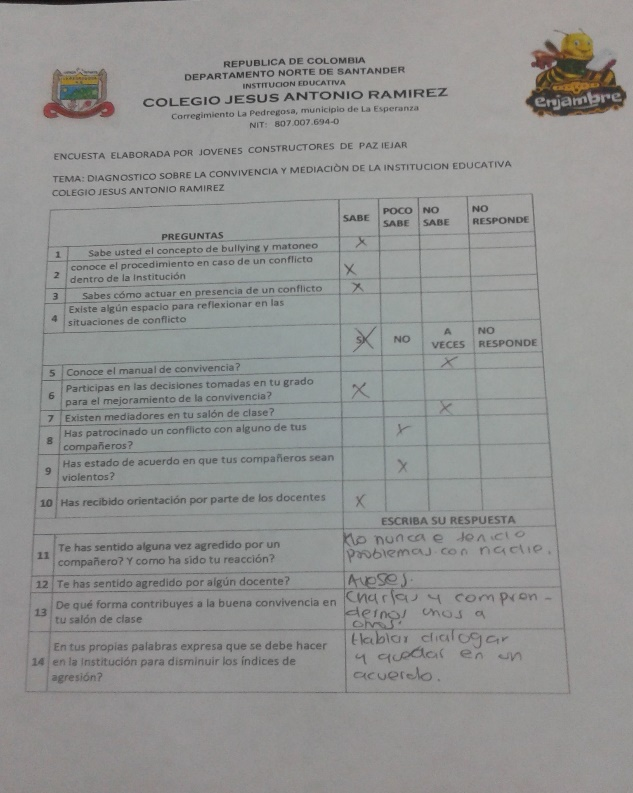 REPUBLICA DE COLOMBIA
DEPARTAMENTO NORTE DE SANTANDER
INSTITUCION EDUCATIVA
COLEGIO JESUS ANTONIO RAMIREZ
Corregimiento La Pedregosa, municipio de La Esperanza
NIT: 807.007.694-0
enjambre
ENCUESTA ELABORADA POR JOVENES CONSTRUCTORES DE PAZ IEJAR
TEMA: DIAGNOSTICO SOBRE LA CONVIVENCIA Y MEDIACIÒN DE LA INSTITUCION EDUCATIVA
COLEGIO JESUS ANTONIO RAMIREZ
PREGUNTAS SABE POCO SABE NO SABE NO RESPONDE
1 Sabe usted el concepto de bullying y matoneo X
2 conoce el procedimiento en caso de un conflicto
dentro de la Institución X
3 Sabes cómo actuar en presencia de un conflicto X
4 Existe algún espacio para reflexionar en las
situaciones de conflicto
SI NO A VECES NO RESPONDE
5 Conoce el manual de convivencia? X
6 Participas en las decisiones tomadas en tu grado
para el mejoramiento de la convivencia? X
7 Existen mediadores en tu salón de clase? X
8 Has patrocinado un conflicto con alguno de tus
compañeros? X
9 Has estado de acuerdo en que tus compañeros sean
violentos? X
10 Has recibido orientación por parte de los docentes X
ESCRIBA SU RESPUESTA
11 Te has sentido alguna vez agredido por un
compañero? Y como ha sido tu reacción?
No nunca e tenido
problemas con nadie.
12 Te has sentido agredido por algún docente? Aveses.
13 De qué forma contribuyes a la buena convivencia en
tu salón de clase
Charlas y compren-
dernos unos a
otros.
14 En tus propias palabras expresa que se debe hacer
en la Institución para disminuir los índices de
agresión?
Hablar dialogar
y quedar en un
acuerdo.